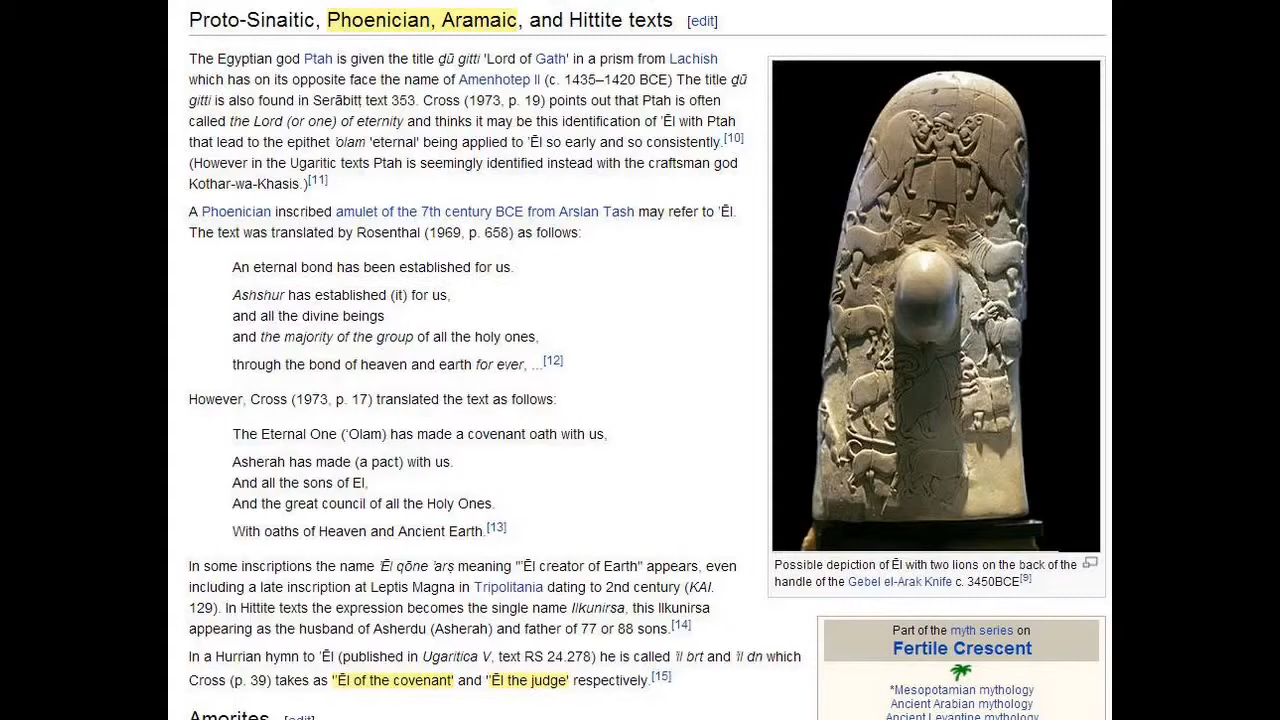 Proto-Sinaitic, Phoenician, Aramaic, and Hittite texts [edit]
The Egyptian god Ptah is given the title ḏū gitti 'Lord of Gath' in a prism from Lachish
which has on its opposite face the name of Amenhotep II (c. 1435–1420 BCE) The title ḏū
gitti is also found in Serābitṭ text 353. Cross (1973, p. 19) points out that Ptah is often
called the Lord (or one) of eternity and thinks it may be this identification of ʼĒl with Ptah
that lead to the epithet ’olam 'eternal' being applied to ʼĒl so early and so consistently.[10]
(However in the Ugaritic texts Ptah is seemingly identified instead with the craftsman god
Kothar-wa-Khasis.)[11]
A Phoenician inscribed amulet of the 7th century BCE from Arslan Tash may refer to ʼĒl.
The text was translated by Rosenthal (1969, p. 658) as follows:
An eternal bond has been established for us.
Ashshur has established (it) for us,
and all the divine beings
and the majority of the group of all the holy ones,
through the bond of heaven and earth for ever, ...[12]
However, Cross (1973, p. 17) translated the text as follows:
The Eternal One (‘Olam) has made a covenant oath with us,
Asherah has made (a pact) with us.
And all the sons of El,
And the great council of all the Holy Ones.
With oaths of Heaven and Ancient Earth.[13]
In some inscriptions the name ʼĒl qōne ʼarṣ meaning "ʼĒl creator of Earth" appears, even
including a late inscription at Leptis Magna in Tripolitania dating to 2nd century (KAI.
129). In Hittite texts the expression becomes the single name Ilkunirsa, this Ilkunirsa
appearing as the husband of Asherdu (Asherah) and father of 77 or 88 sons.[14]
In a Hurrian hymn to ʼĒl (published in Ugaritica V, text RS 24.278) he is called ʼil brt and ʼil dn which
Cross (p. 39) takes as "ʼĒl of the covenant' and "ʼĒl the judge' respectively.[15]
Amorites [edit]
Possible depiction of Ēl with two lions on the back of the
handle of the Gebel el-Arak Knife c. 3450BCE[9]
Part of the myth series on
Fertile Crescent
*Mesopotamian mythology
Ancient Arabian mythology
Ancient Levantine mythology